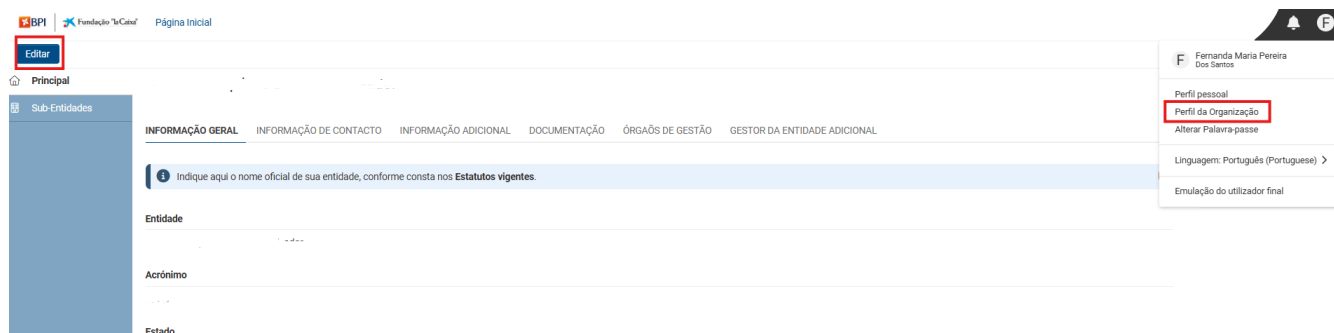 BPI Fundação "laCaixa" Página Inicial
F
Editar
F Fernanda Maria Pereira
Dos Santos
Principal
Sub-Entidades
Perfil pessoal
Perfil da Organização
Alterar Palavra-passe
INFORMAÇÃO GERAL INFORMAÇÃO DE CONTACTO INFORMAÇÃO ADICIONAL DOCUMENTAÇÃO ÓRGAÕS DE GESTÃO GESTOR DA ENTIDADE ADICIONAL
Linguagem: Português (Portuguese)
Indique aqui o nome oficial de sua entidade, conforme consta nos Estatutos vigentes.
Emulação do utilizador final
Entidade
Acrónimo
Estado